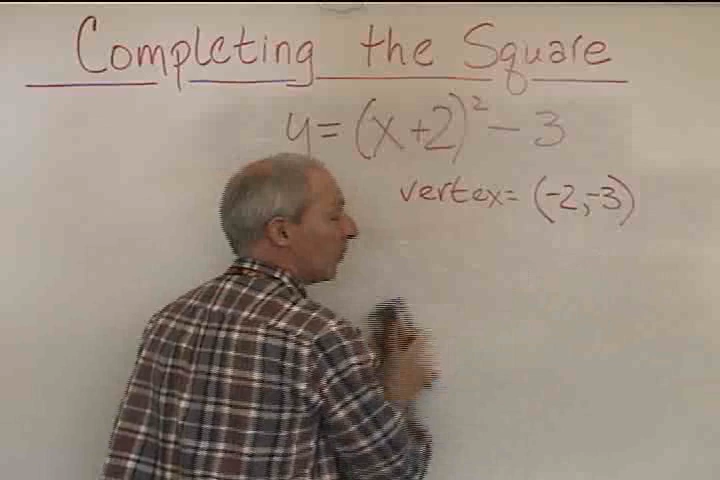 Completing the Square
y = (x+2)² - 3
vertex = (-2,-3)